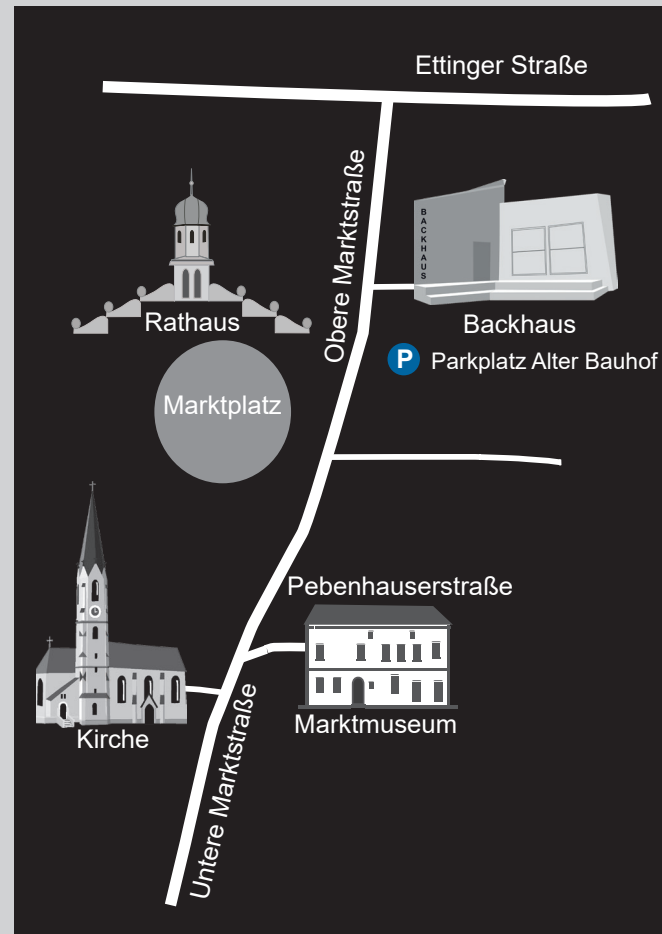 Ettinger Straße
Obere Marktstraße
BACKHAUS
Rathaus
Backhaus
P Parkplatz Alter Bauhof
Marktplatz
Pebenhauserstraße
Marktmuseum
Kirche
Untere Marktstraße